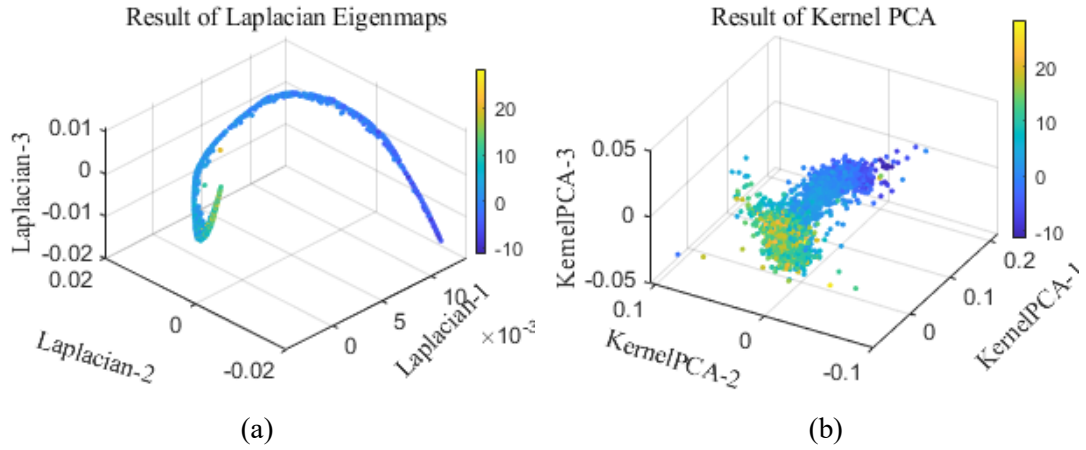 Result of Laplacian Eigenmaps
Laplacian-3
0.01
0
-0.01
-0.02
0.02
0
-0.02
Laplacian-2
0
5
10
× 10⁻³
Laplacian-1
20
10
0
-10
(a)
Result of Kernel PCA
KernelPCA-3
0.05
0
-0.05
0.1
0
-0.1
KernelPCA-2
0
0.1
0.2
KernelPCA-1
20
10
0
-10
(b)